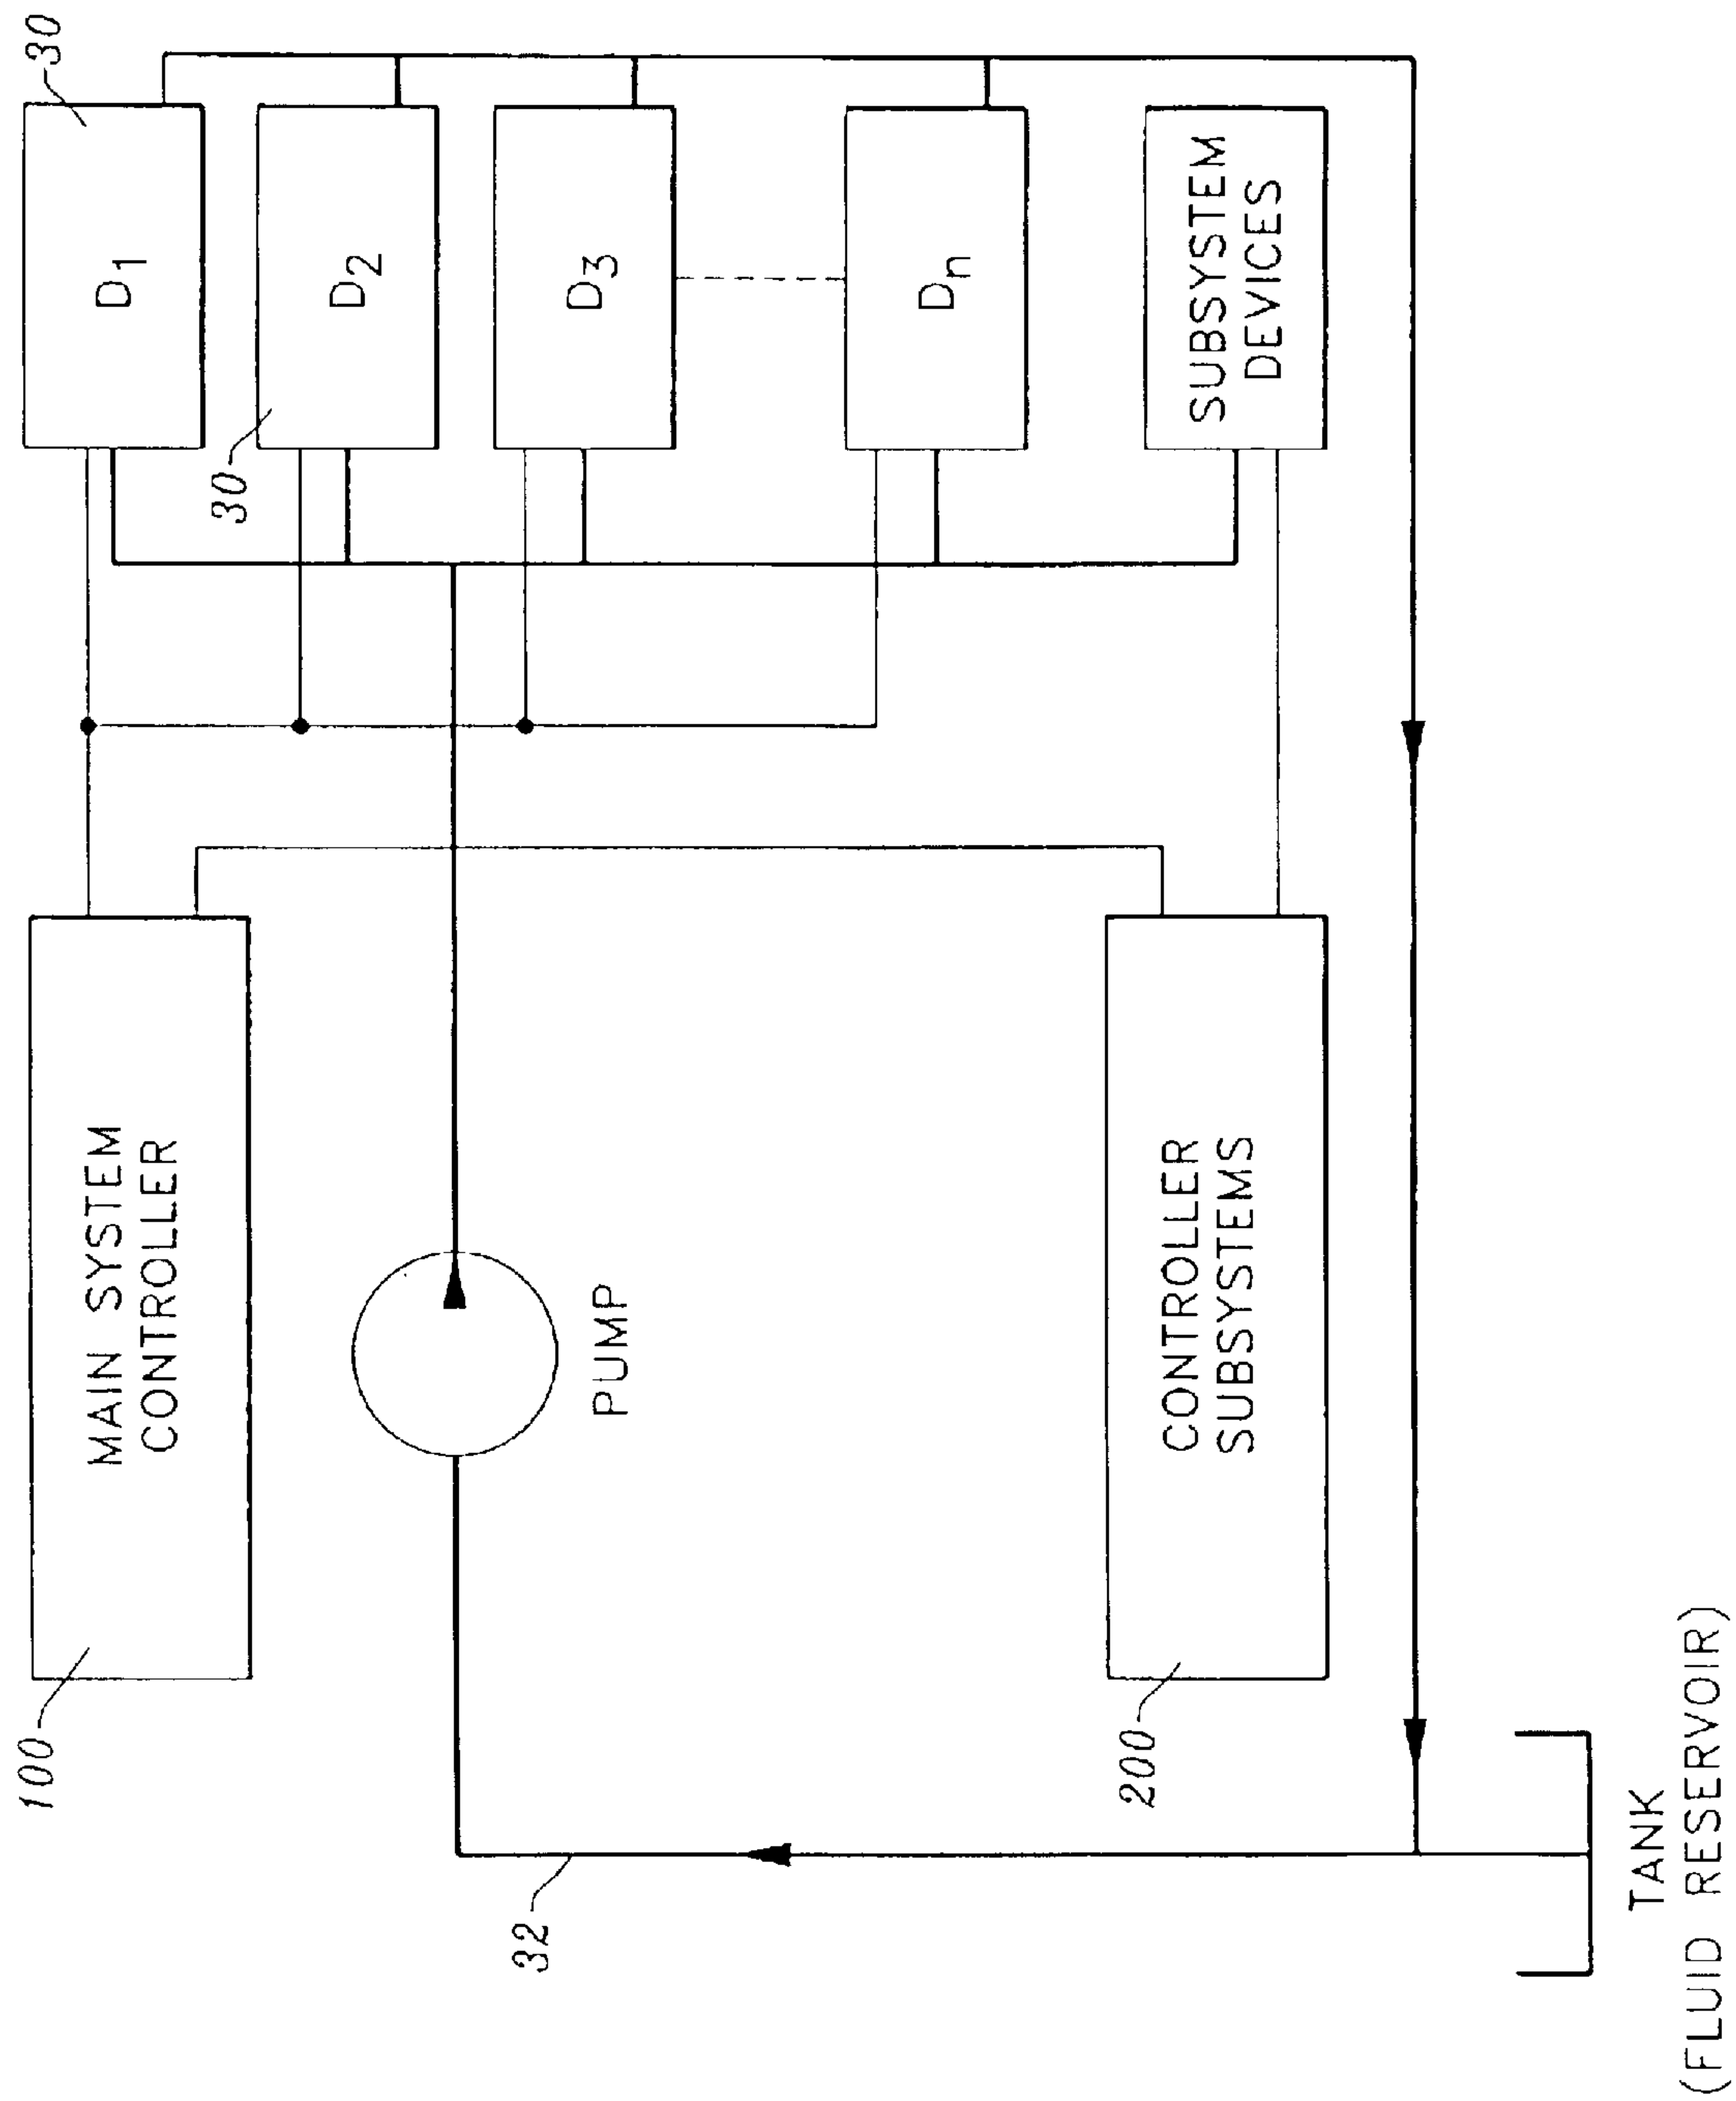 30
D1
30
D2
D3
Dn
SUBSYSTEM
DEVICES
MAIN SYSTEM
CONTROLLER
100
PUMP
CONTROLLER
SUBSYSTEMS
200
32
TANK
(FLUID RESERVOIR)